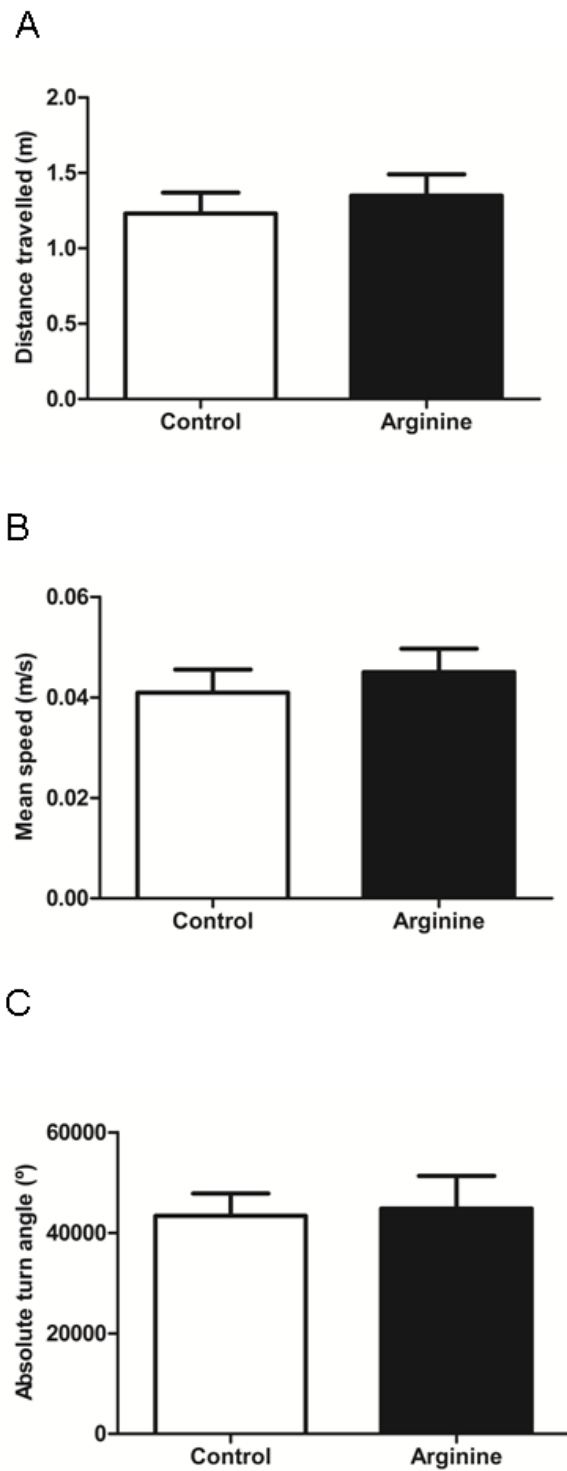 A
Distance travelled (m)
2.0
1.5
1.0
0.5
0.0
Control Arginine
B
Mean speed (m/s)
0.06
0.04
0.02
0.00
Control Arginine
C
Absolute turn angle (º)
60000
40000
20000
0
Control Arginine